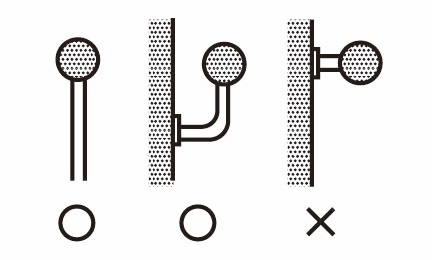 ○ ○ ×